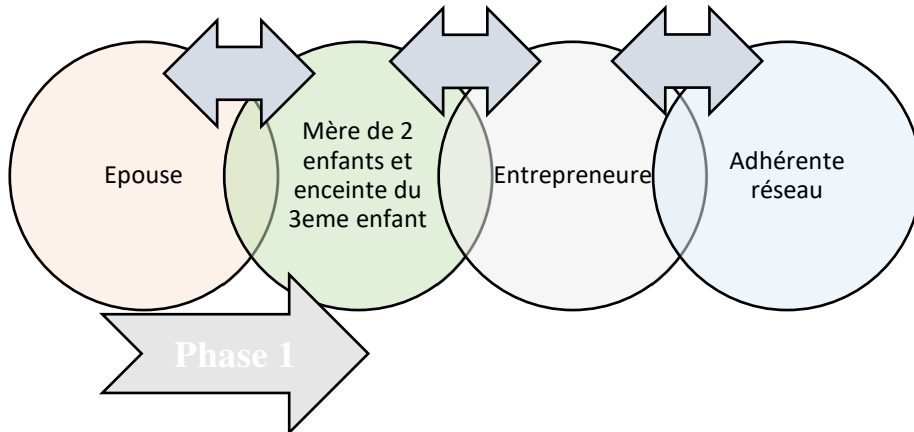 Epouse
Mère de 2
enfants et
enceinte du
3eme enfant
Entrepreneure
Adhérente
réseau
Phase 1